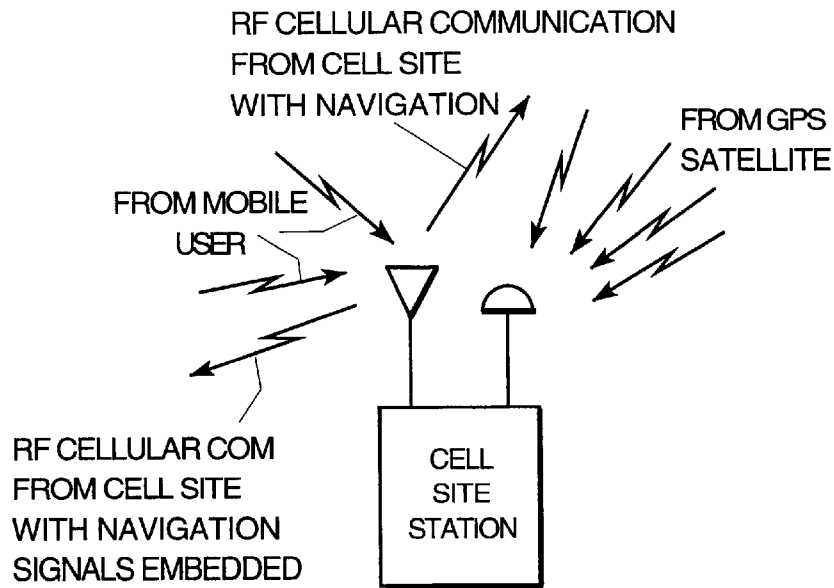 RF CELLULAR COMMUNICATION
FROM CELL SITE
WITH NAVIGATION
FROM GPS
SATELLITE
FROM MOBILE
USER
RF CELLULAR COM
FROM CELL SITE
WITH NAVIGATION
SIGNALS EMBEDDED
CELL
SITE
STATION